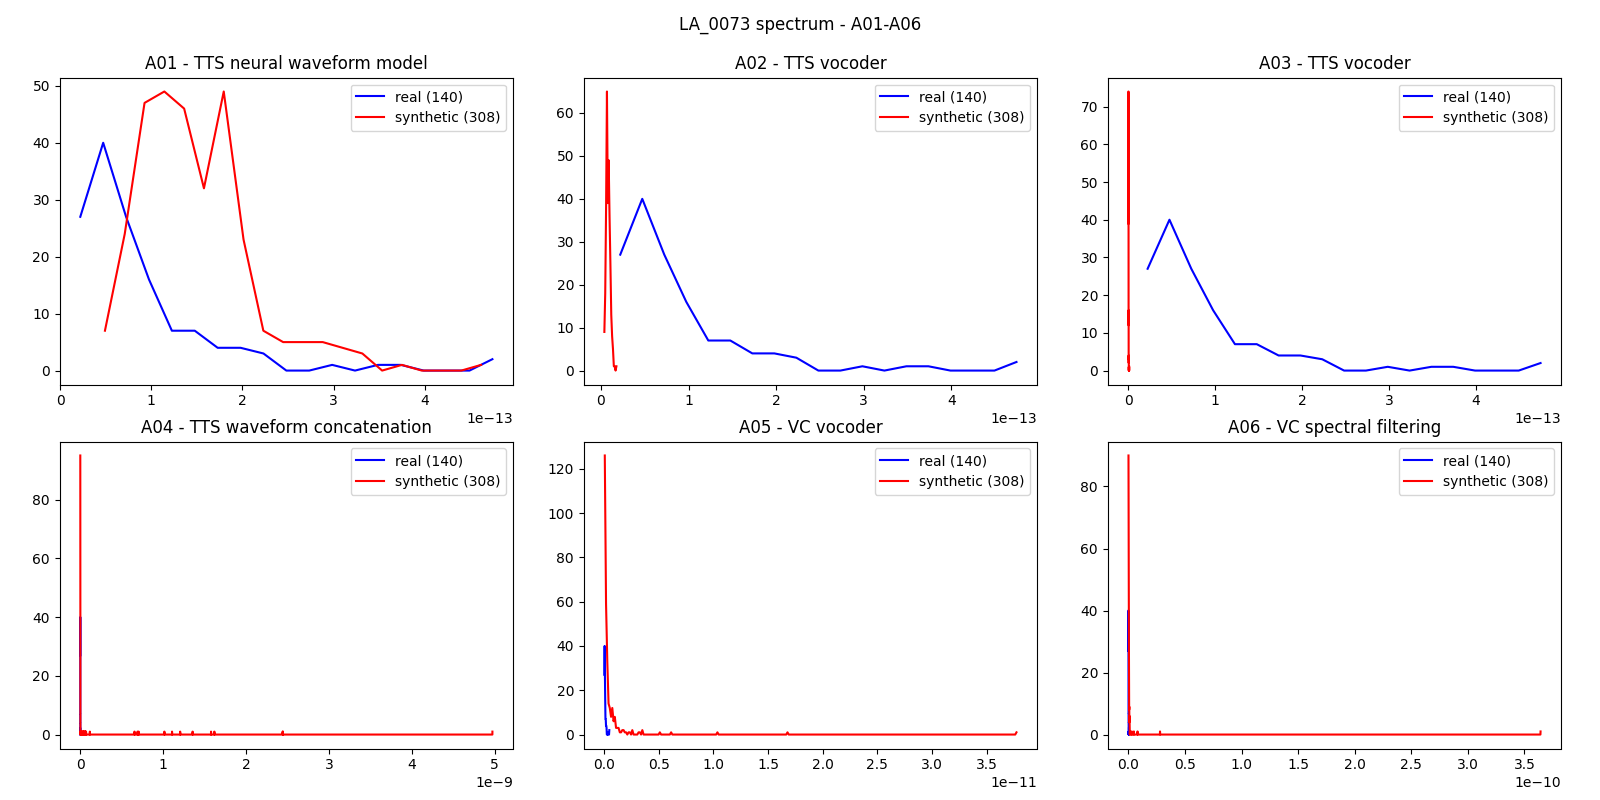 LA_0073 spectrum - A01-A06
A01 - TTS neural waveform model
50
40
30
20
10
0
0 1 2 3 4
1e−13
real (140)
synthetic (308)
A02 - TTS vocoder
60
50
40
30
20
10
0
0 1 2 3 4
1e−13
real (140)
synthetic (308)
A03 - TTS vocoder
70
60
50
40
30
20
10
0
0 1 2 3 4
1e−13
real (140)
synthetic (308)
A04 - TTS waveform concatenation
80
60
40
20
0
0 1 2 3 4 5
1e−9
real (140)
synthetic (308)
A05 - VC vocoder
120
100
80
60
40
20
0
0.0 0.5 1.0 1.5 2.0 2.5 3.0 3.5
1e−11
real (140)
synthetic (308)
A06 - VC spectral filtering
80
60
40
20
0
0.0 0.5 1.0 1.5 2.0 2.5 3.0 3.5
1e−10
real (140)
synthetic (308)